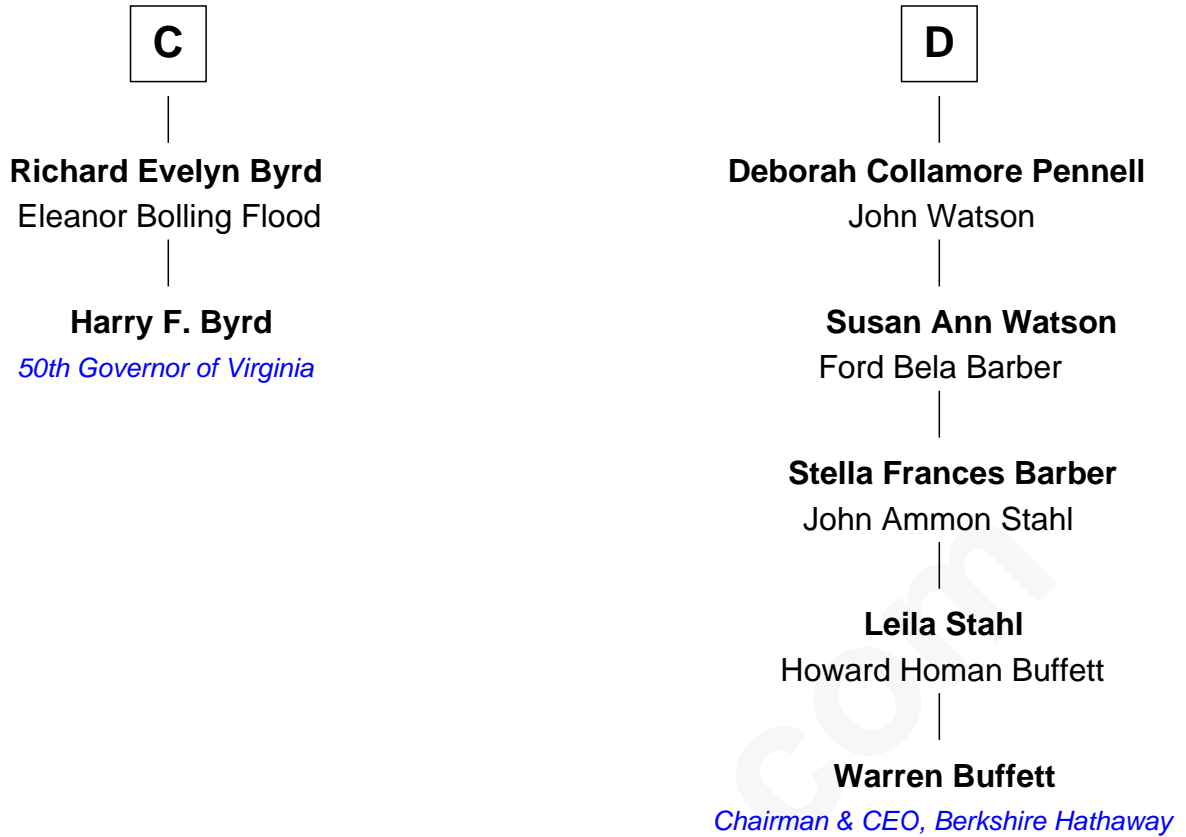 C
Richard Evelyn Byrd
Eleanor Bolling Flood
Harry F. Byrd
50th Governor of Virginia
D
Deborah Collamore Pennell
John Watson
Susan Ann Watson
Ford Bela Barber
Stella Frances Barber
John Ammon Stahl
Leila Stahl
Howard Homan Buffett
Warren Buffett
Chairman & CEO, Berkshire Hathaway
com